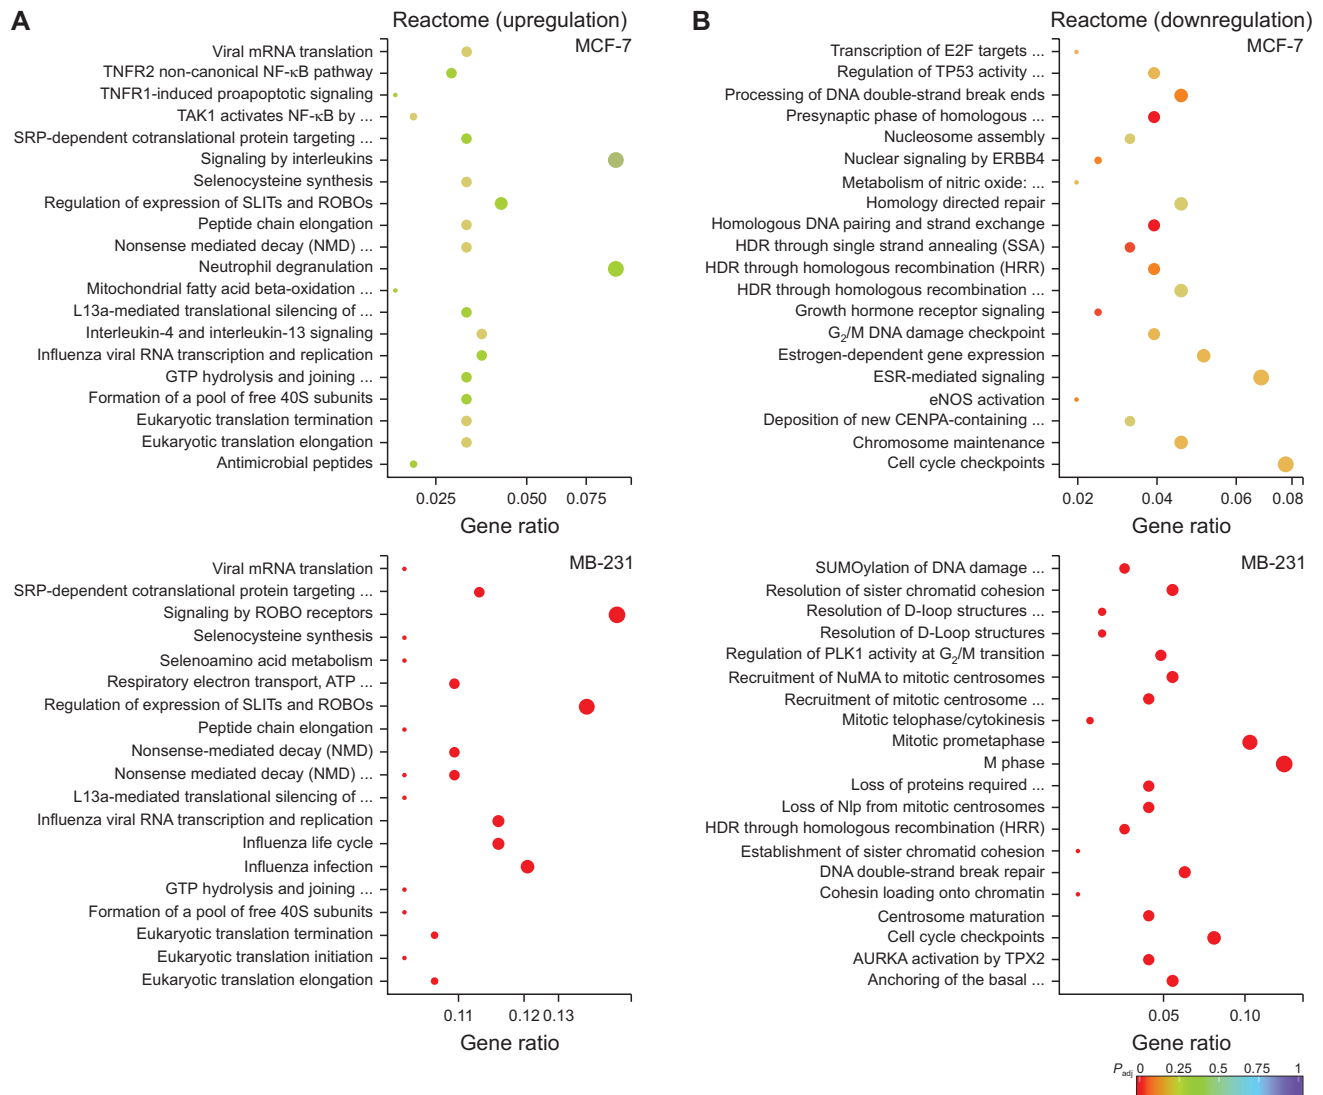 A
Reactome (upregulation)
MCF-7
Viral mRNA translation
TNFR2 non-canonical NF-κB pathway
TNFR1-induced proapoptotic signaling
TAK1 activates NF-κB by ...
SRP-dependent cotranslational protein targeting ...
Signaling by interleukins
Selenocysteine synthesis
Regulation of expression of SLITs and ROBOs
Peptide chain elongation
Nonsense mediated decay (NMD) ...
Neutrophil degranulation
Mitochondrial fatty acid beta-oxidation ...
L13a-mediated translational silencing of ...
Interleukin-4 and interleukin-13 signaling
Influenza viral RNA transcription and replication
GTP hydrolysis and joining ...
Formation of a pool of free 40S subunits
Eukaryotic translation termination
Eukaryotic translation elongation
Antimicrobial peptides
0.025 0.050 0.075
Gene ratio
MB-231
Viral mRNA translation
SRP-dependent cotranslational protein targeting ...
Signaling by ROBO receptors
Selenocysteine synthesis
Selenoamino acid metabolism
Respiratory electron transport, ATP ...
Regulation of expression of SLITs and ROBOs
Peptide chain elongation
Nonsense-mediated decay (NMD)
Nonsense mediated decay (NMD) ...
L13a-mediated translational silencing of ...
Influenza viral RNA transcription and replication
Influenza life cycle
Influenza infection
GTP hydrolysis and joining ...
Formation of a pool of free 40S subunits
Eukaryotic translation termination
Eukaryotic translation initiation
Eukaryotic translation elongation
0.11 0.12 0.13
Gene ratio
B
Reactome (downregulation)
MCF-7
Transcription of E2F targets ...
Regulation of TP53 activity ...
Processing of DNA double-strand break ends
Presynaptic phase of homologous ...
Nucleosome assembly
Nuclear signaling by ERBB4
Metabolism of nitric oxide: ...
Homology directed repair
Homologous DNA pairing and strand exchange
HDR through single strand annealing (SSA)
HDR through homologous recombination (HRR)
HDR through homologous recombination ...
Growth hormone receptor signaling
G2/M DNA damage checkpoint
Estrogen-dependent gene expression
ESR-mediated signaling
eNOS activation
Deposition of new CENPA-containing ...
Chromosome maintenance
Cell cycle checkpoints
0.02 0.04 0.06 0.08
Gene ratio
MB-231
SUMOylation of DNA damage ...
Resolution of sister chromatid cohesion
Resolution of D-loop structures ...
Resolution of D-Loop structures
Regulation of PLK1 activity at G2/M transition
Recruitment of NuMA to mitotic centrosomes
Recruitment of mitotic centrosome ...
Mitotic telophase/cytokinesis
Mitotic prometaphase
M phase
Loss of proteins required ...
Loss of Nlp from mitotic centrosomes
HDR through homologous recombination (HRR)
Establishment of sister chromatid cohesion
DNA double-strand break repair
Cohesin loading onto chromatin
Centrosome maturation
Cell cycle checkpoints
AURKA activation by TPX2
Anchoring of the basal ...
0.05 0.10
Gene ratio
Padj 0 0.25 0.5 0.75 1